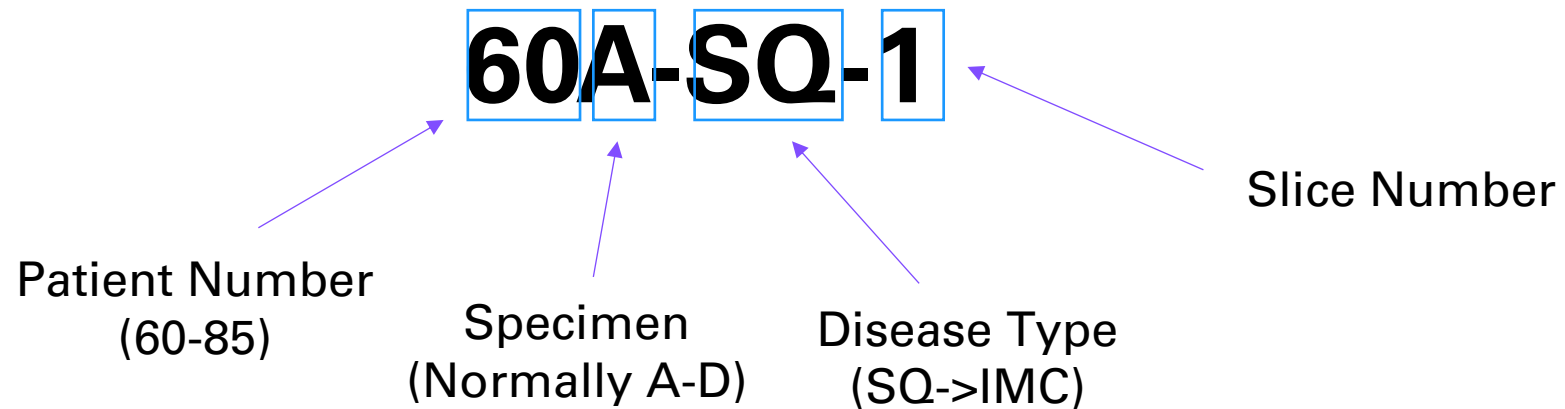 60A-SQ-1
Slice Number
Patient Number
(60-85)
Specimen
(Normally A-D)
Disease Type
(SQ->IMC)